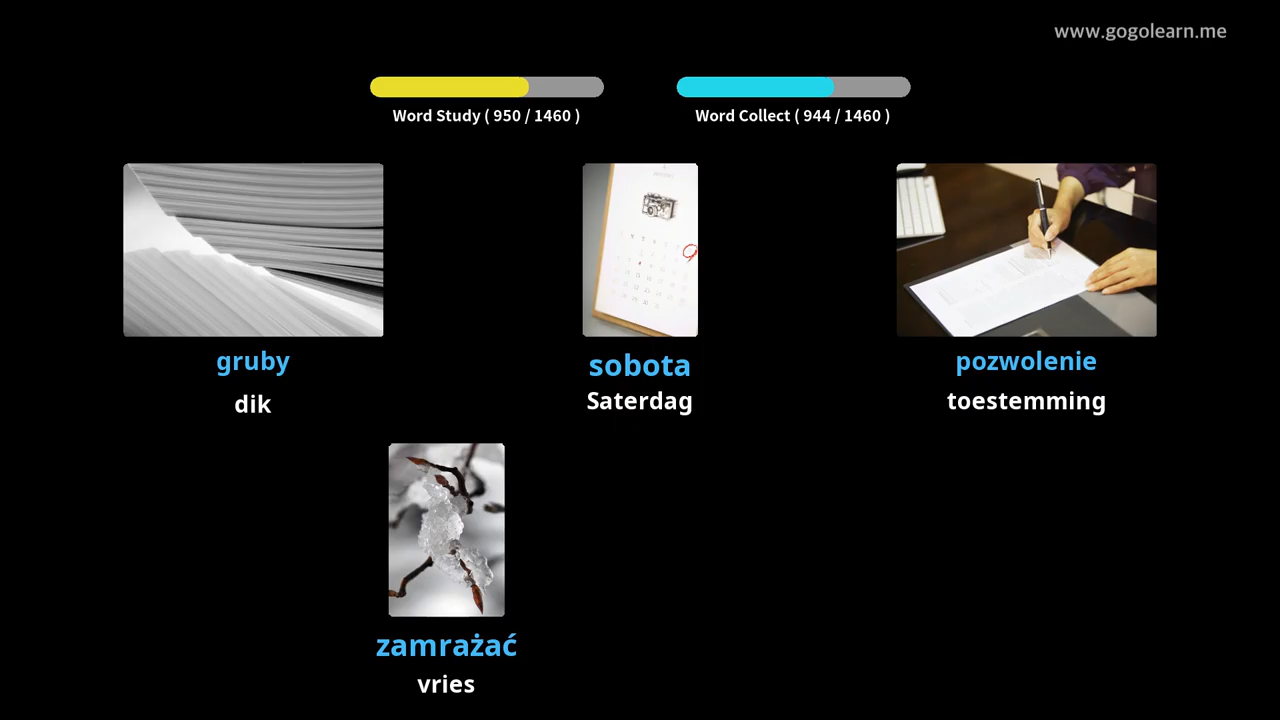 www.gogolearn.me
Word Study ( 950 / 1460 )
Word Collect ( 944 / 1460 )
gruby
dik
sobota
Saterdag
pozwolenie
toestemming
zamrażać
vries